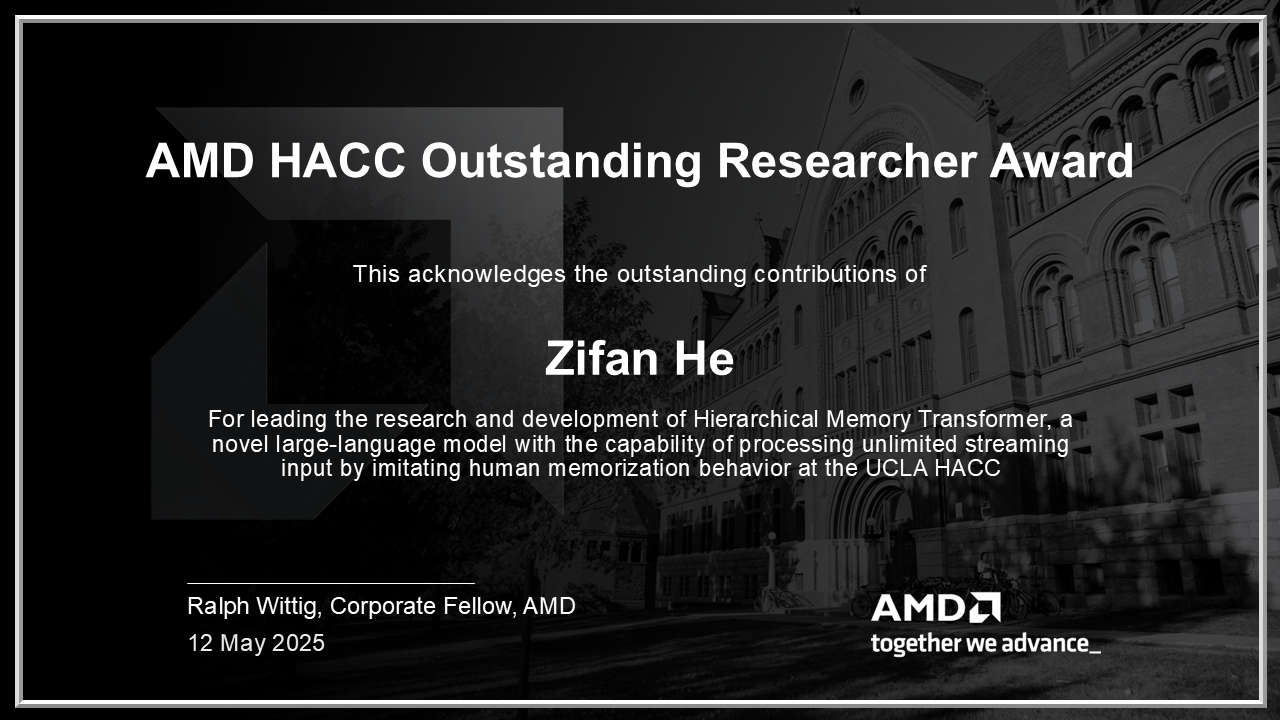 AMD HACC Outstanding Researcher Award
This acknowledges the outstanding contributions of
Zifan He
For leading the research and development of Hierarchical Memory Transformer, a
novel large-language model with the capability of processing unlimited streaming
input by imitating human memorization behavior at the UCLA HACC
Ralph Wittig, Corporate Fellow, AMD
12 May 2025
AMD
together we advance_